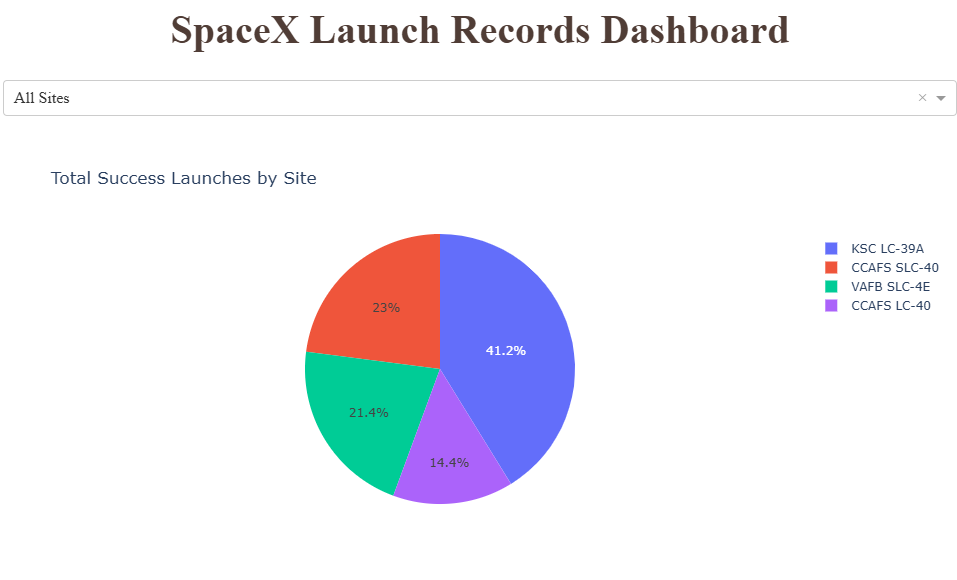 SpaceX Launch Records Dashboard
All Sites ×
Total Success Launches by Site
KSC LC-39A
CCAFS SLC-40
VAFB SLC-4E
CCAFS LC-40
23%
41.2%
21.4%
14.4%